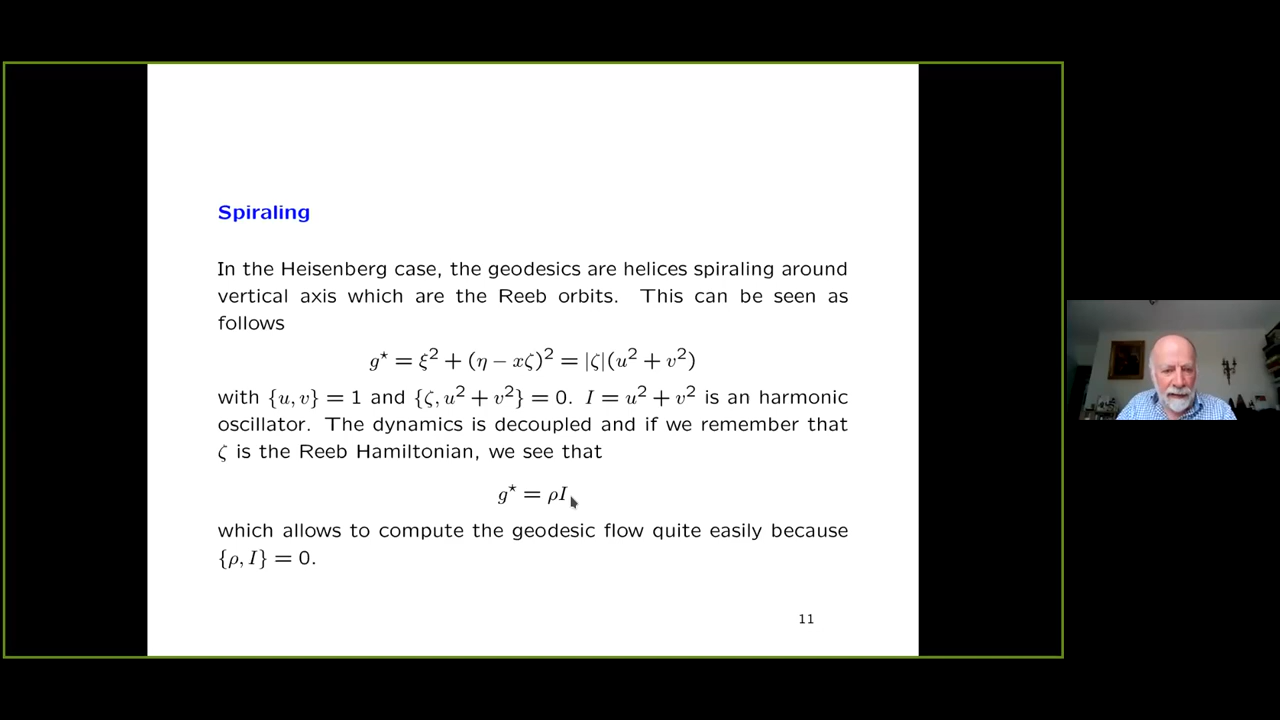 Spiraling
In the Heisenberg case, the geodesics are helices spiraling around
vertical axis which are the Reeb orbits. This can be seen as
follows
g⋆ = ξ² + (η − xζ)² = |ζ|(u² + v²)
with {u, v} = 1 and {ζ, u² + v²} = 0. I = u² + v² is an harmonic
oscillator. The dynamics is decoupled and if we remember that
ζ is the Reeb Hamiltonian, we see that
g⋆ = ρI
which allows to compute the geodesic flow quite easily because
{ρ, I} = 0.
11